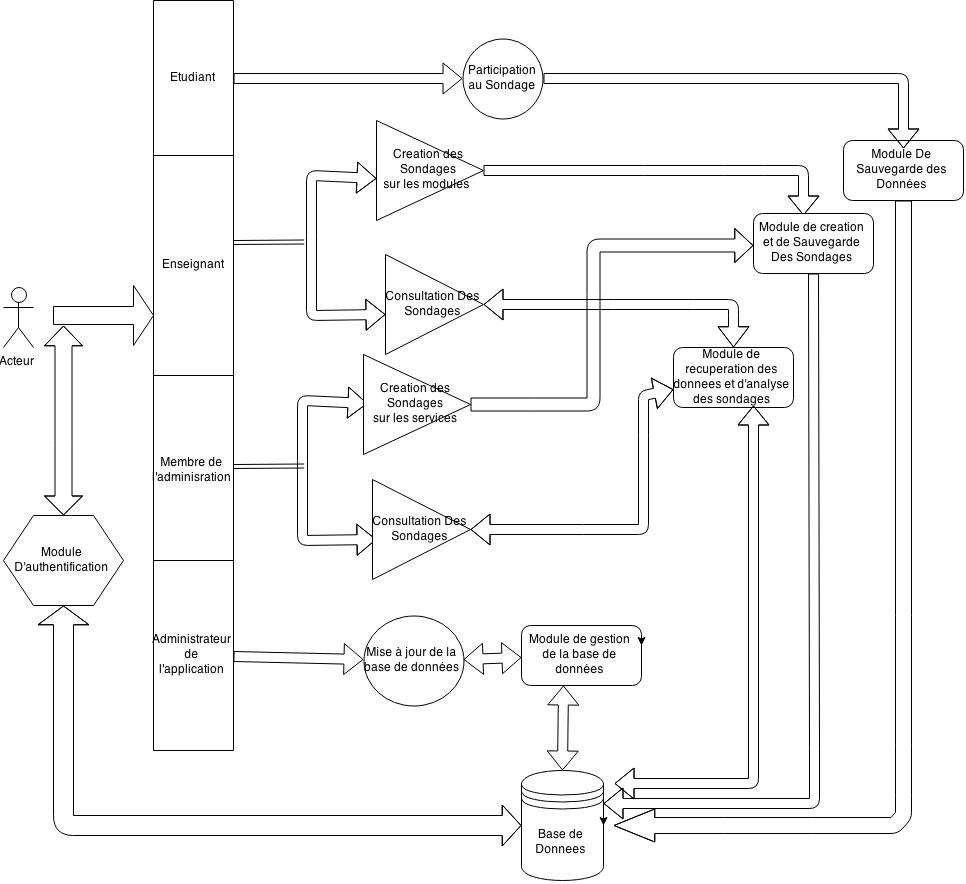 Etudiant
Participation
au Sondage
Creation des
Sondages
sur les modules
Module De
Sauvegarde des
Données
Module de creation
et de Sauvegarde
Des Sondages
Enseignant
Consultation Des
Sondages
Acteur
Module de
recuperation des
donnees et d'analyse
des sondages
Creation des
Sondages
sur les services
Membre de
l'adminisration
Consultation Des
Sondages
Module
D'authentification
Administrateur
de
l'application
Mise à jour de la
base de données
Module de gestion
de la base de
données
Base de
Donnees